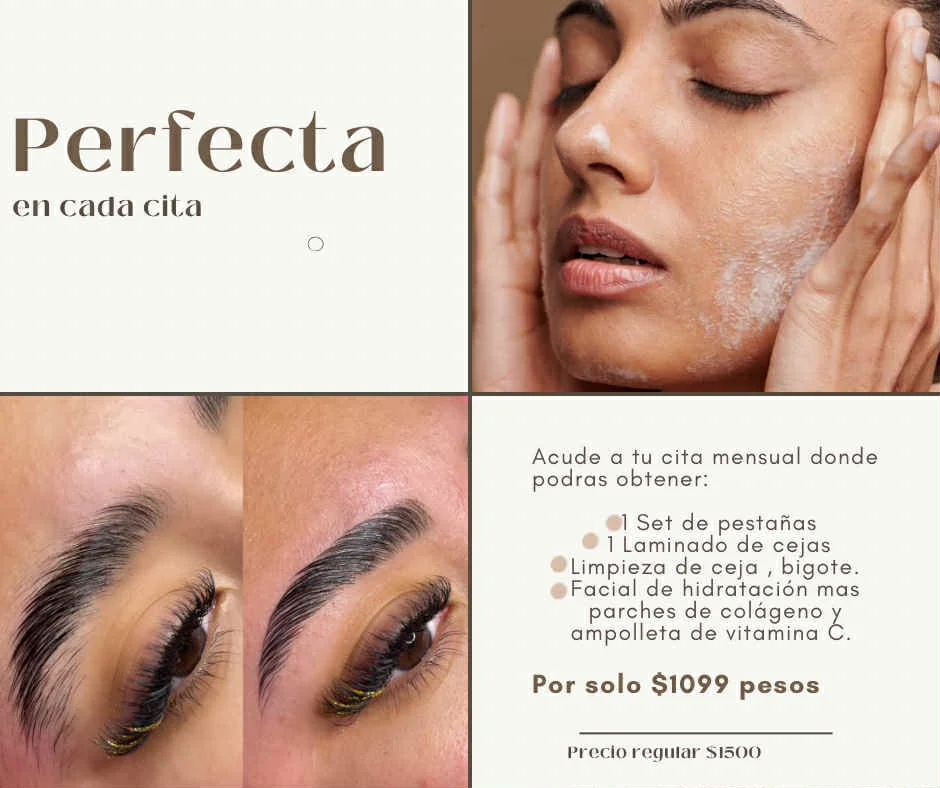 Perfecta
en cada cita
Acude a tu cita mensual donde
podras obtener:
1 Set de pestañas
1 Laminado de cejas
Limpieza de ceja , bigote.
Facial de hidratación mas
parches de colágeno y
ampolleta de vitamina C.
Por solo $1099 pesos
Precio regular $1500